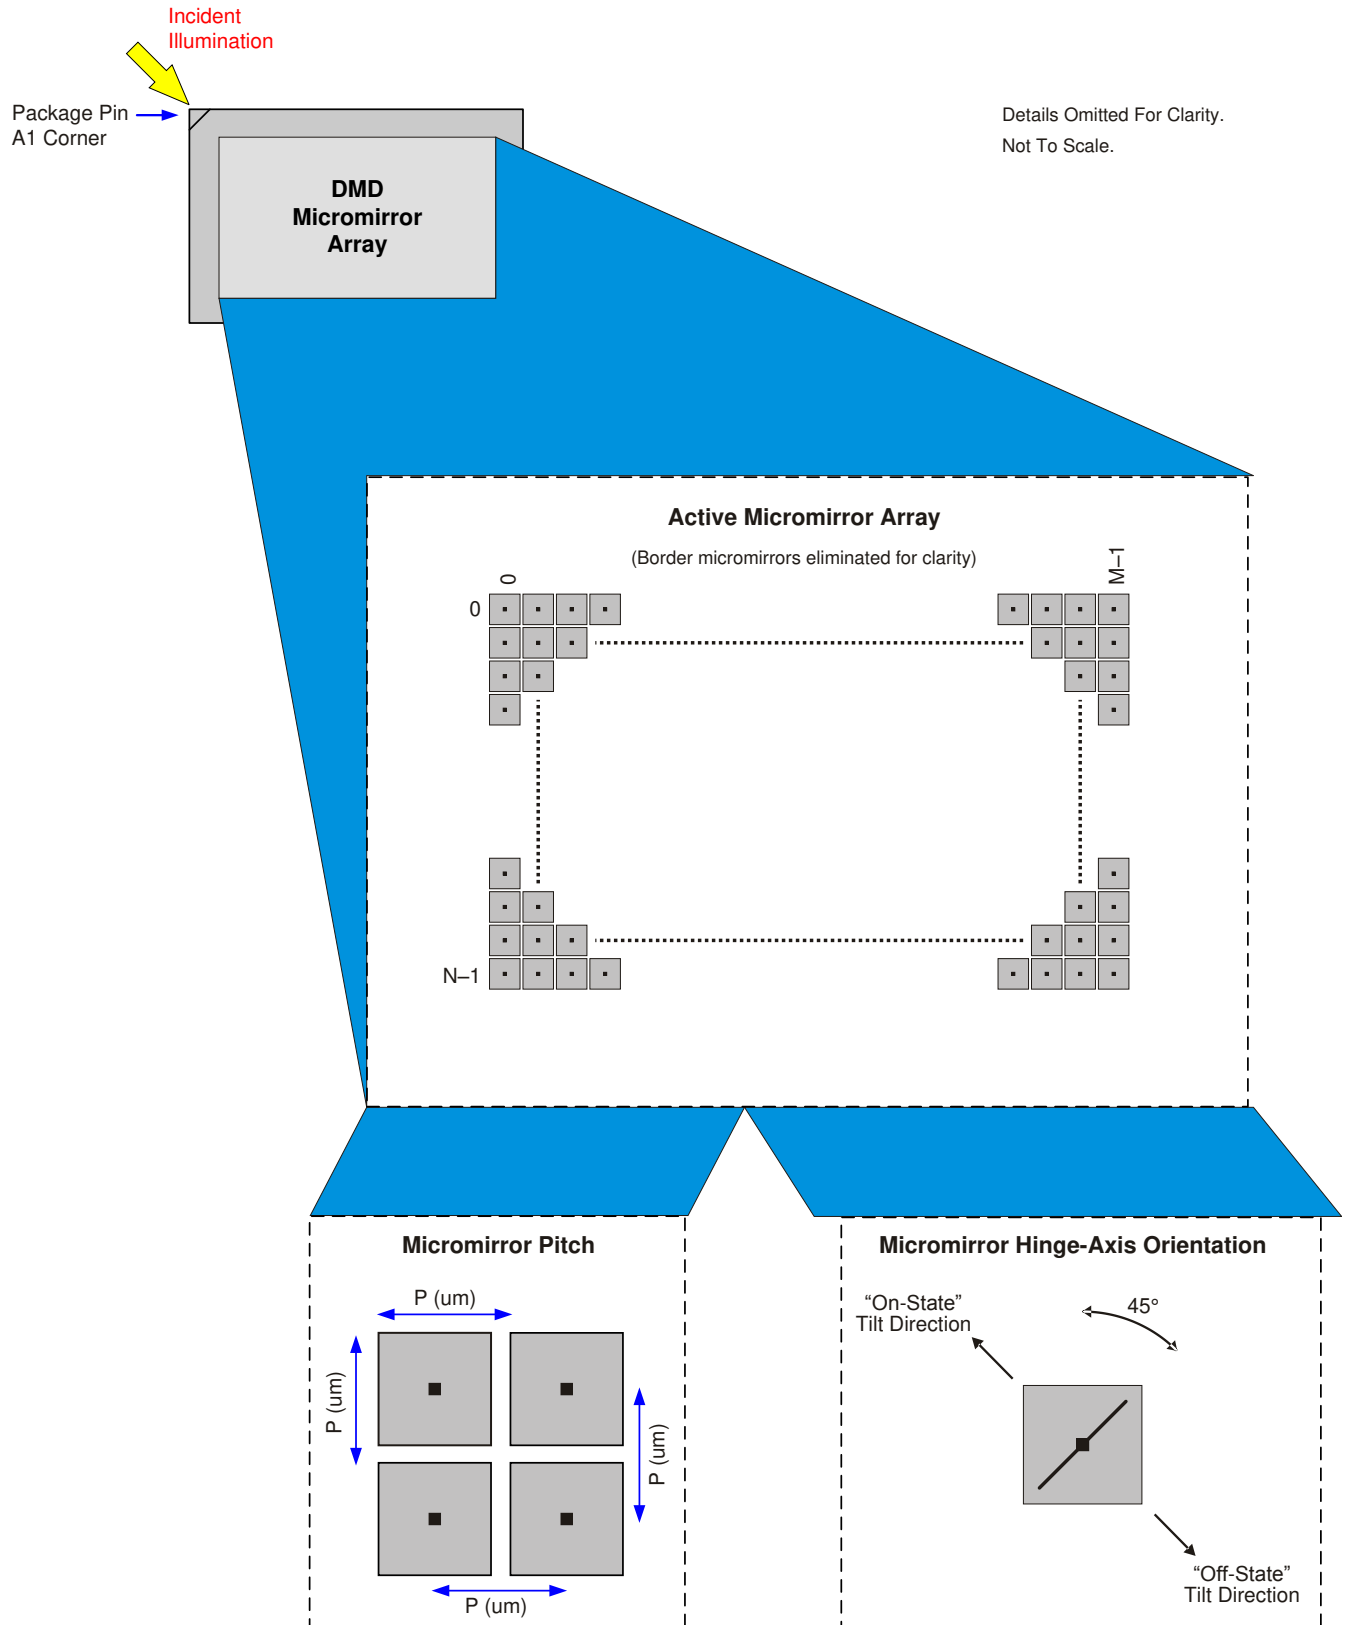 Incident
Illumination
Package Pin
A1 Corner
Details Omitted For Clarity.
Not To Scale.
DMD
Micromirror
Array
Active Micromirror Array
(Border micromirrors eliminated for clarity)
0
M–1
0
N–1
Micromirror Pitch
P (um)
P (um)
P (um)
P (um)
Micromirror Hinge-Axis Orientation
“On-State”
Tilt Direction
45°
“Off-State”
Tilt Direction